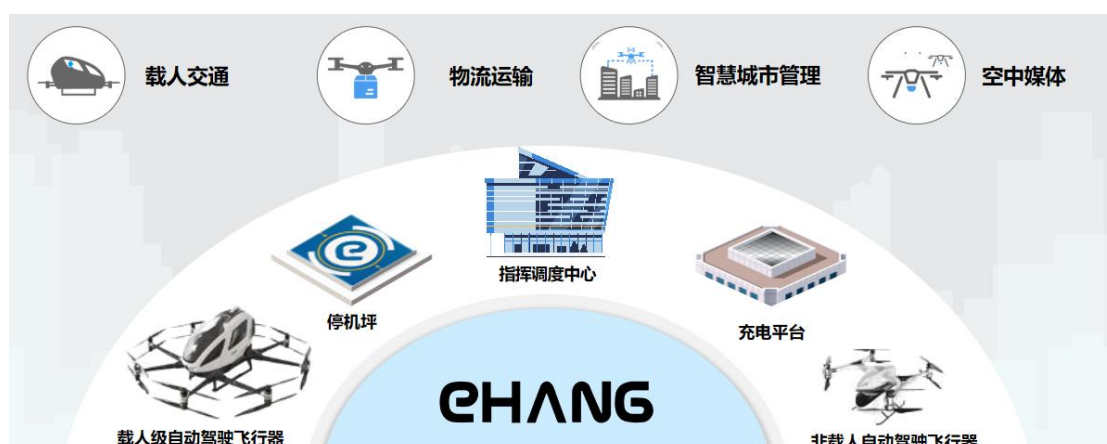 载人交通
物流运输
智慧城市管理
空中媒体
指挥调度中心
停机坪
充电平台
EHANG
载人级自动驾驶飞行器
非载人自动驾驶飞行器